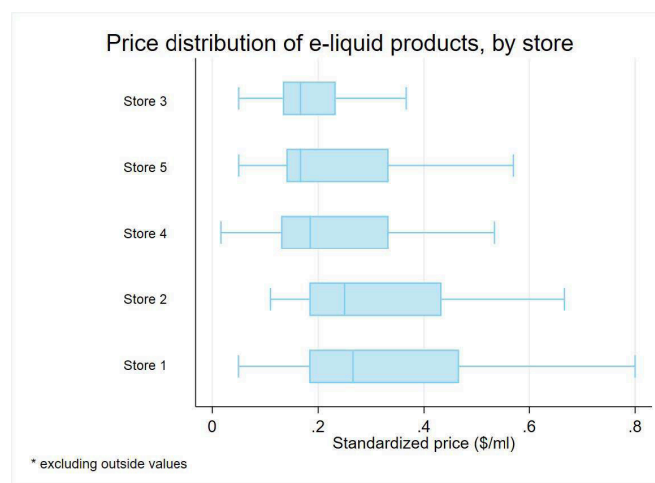 Price distribution of e-liquid products, by store
Store 3
Store 5
Store 4
Store 2
Store 1
0 .2 .4 .6 .8
Standardized price ($/ml)
* excluding outside values